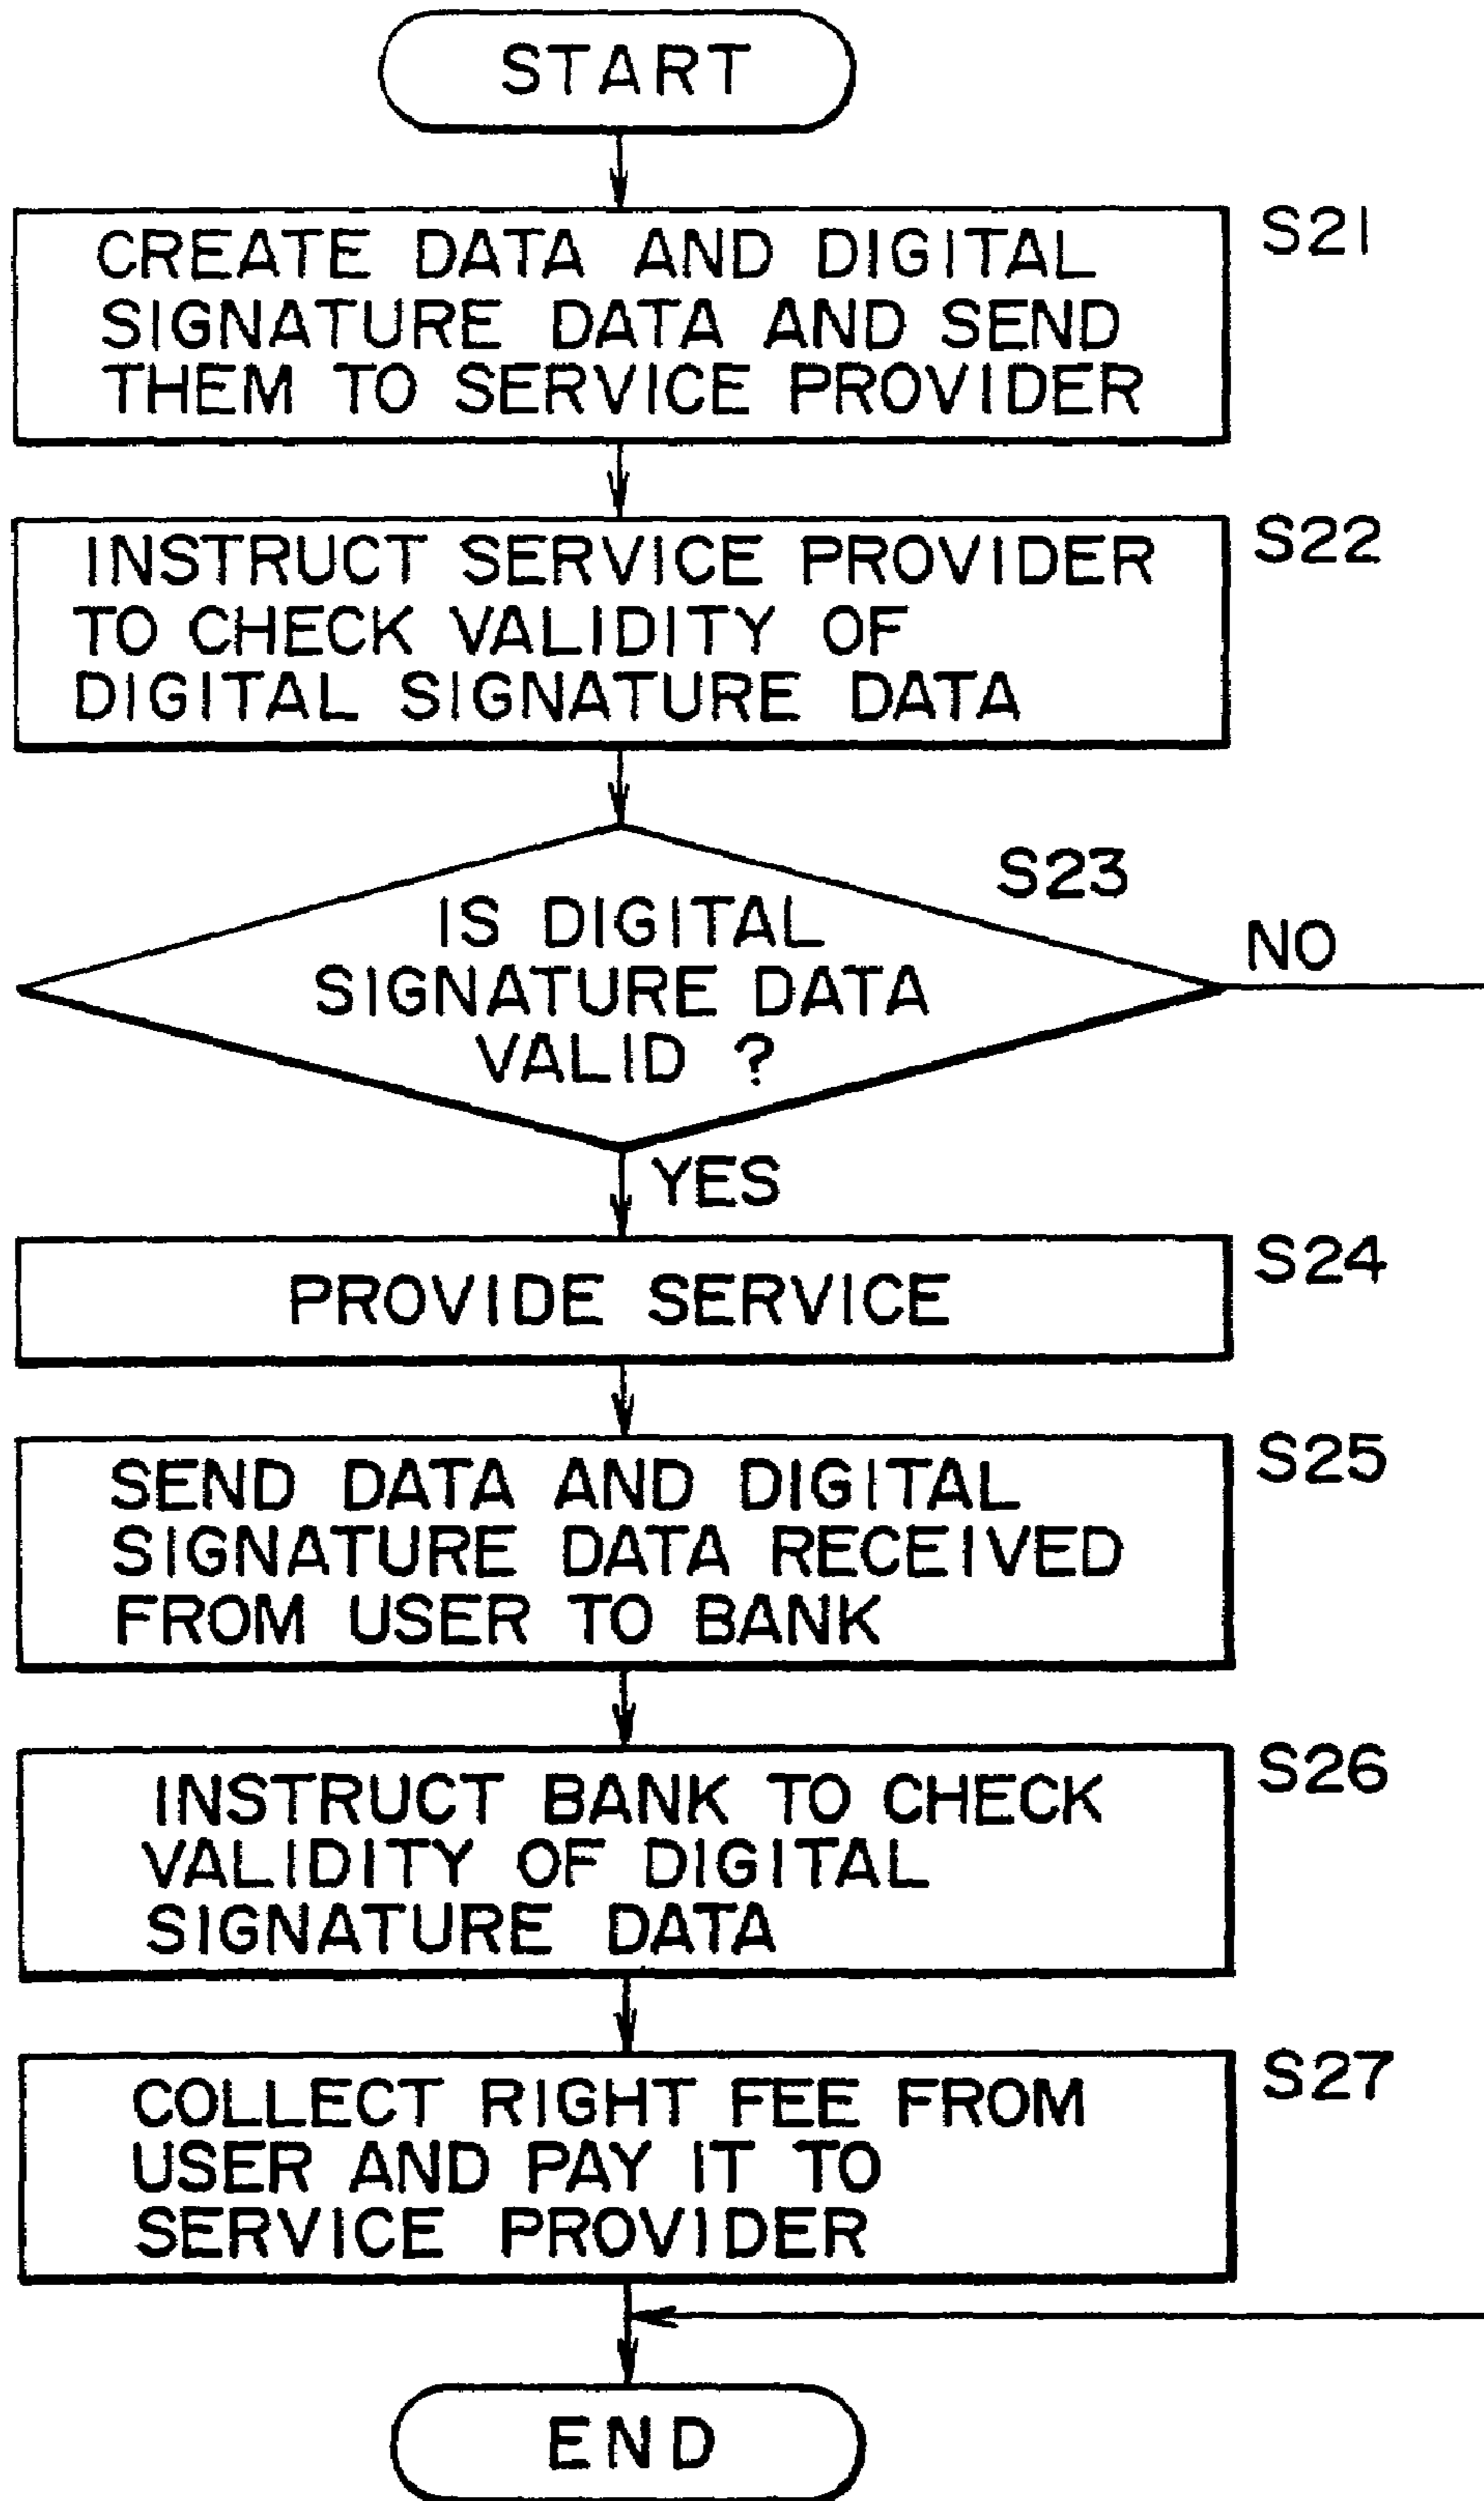 START
S21
CREATE DATA AND DIGITAL
SIGNATURE DATA AND SEND
THEM TO SERVICE PROVIDER
S22
INSTRUCT SERVICE PROVIDER
TO CHECK VALIDITY OF
DIGITAL SIGNATURE DATA
S23
IS DIGITAL
SIGNATURE DATA
VALID ?
NO
YES
S24
PROVIDE SERVICE
S25
SEND DATA AND DIGITAL
SIGNATURE DATA RECEIVED
FROM USER TO BANK
S26
INSTRUCT BANK TO CHECK
VALIDITY OF DIGITAL
SIGNATURE DATA
S27
COLLECT RIGHT FEE FROM
USER AND PAY IT TO
SERVICE PROVIDER
END